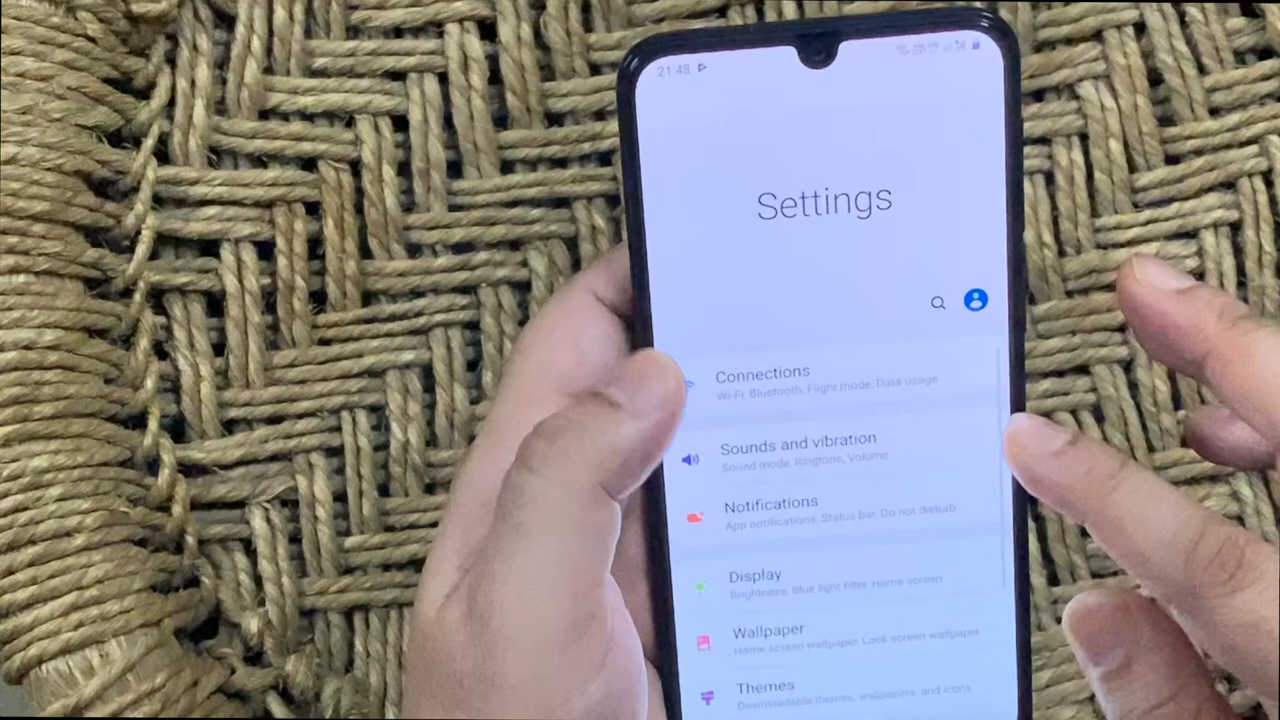 21:48
Settings
Connections
Wi-Fi, Bluetooth, Flight mode, Data usage
Sounds and vibration
Sound mode, Ringtone, Volume
Notifications
App notifications, Status bar, Do not disturb
Display
Brightness, Blue light filter, Home screen
Wallpaper
Home screen wallpaper, Lock screen wallpaper
Themes
Downloadable themes, wallpapers, and icons